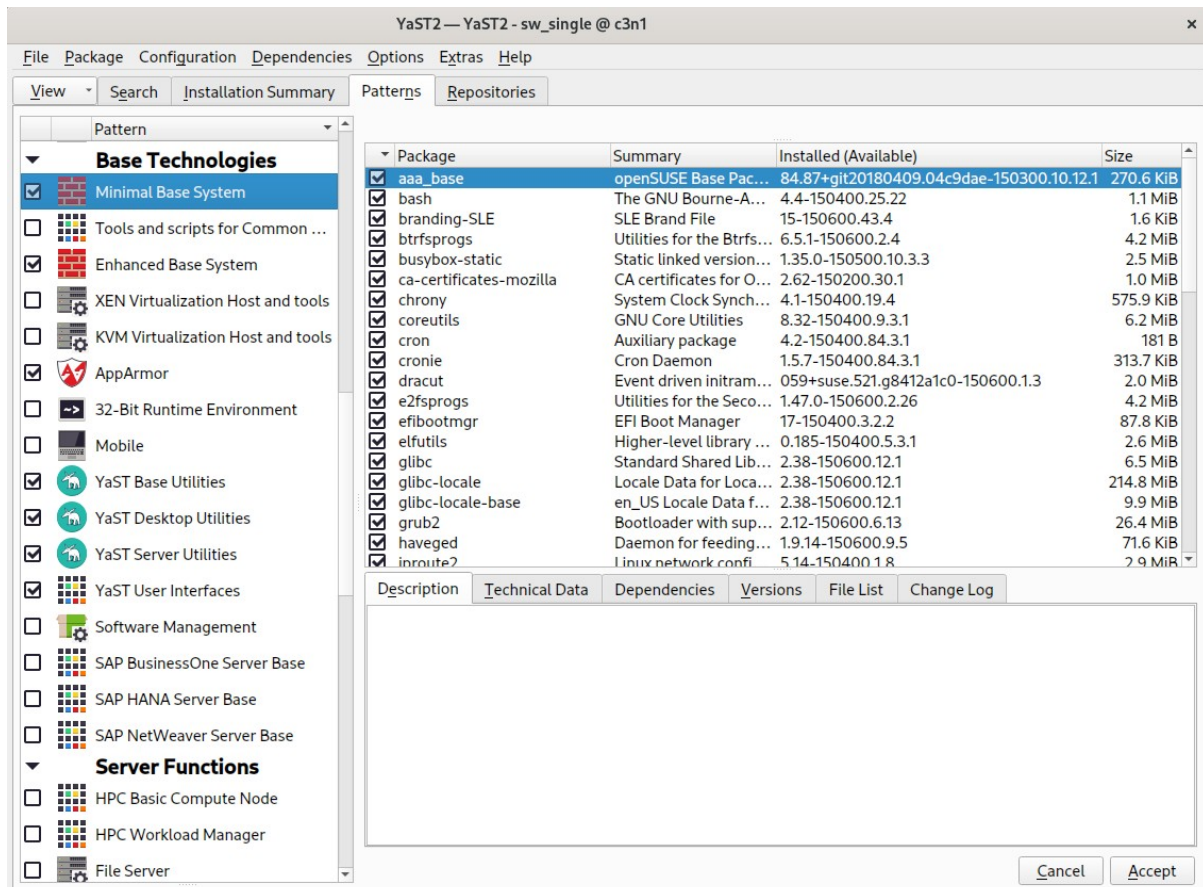 YaST2 — YaST2 - sw_single @ c3n1 ×
File Package Configuration Dependencies Options Extras Help
View Search Installation Summary Patterns Repositories
Pattern
Base Technologies
Minimal Base System
Tools and scripts for Common ...
Enhanced Base System
XEN Virtualization Host and tools
KVM Virtualization Host and tools
AppArmor
32-Bit Runtime Environment
Mobile
YaST Base Utilities
YaST Desktop Utilities
YaST Server Utilities
YaST User Interfaces
Software Management
SAP BusinessOne Server Base
SAP HANA Server Base
SAP NetWeaver Server Base
Server Functions
HPC Basic Compute Node
HPC Workload Manager
File Server
Package Summary Installed (Available) Size
aaa_base openSUSE Base Pac... 84.87+git20180409.04c9dae-150300.10.12.1 270.6 KiB
bash The GNU Bourne-A... 4.4-150400.25.22 1.1 MiB
branding-SLE SLE Brand File 15-150600.43.4 1.6 KiB
btrfsprogs Utilities for the Btrfs... 6.5.1-150600.2.4 4.2 MiB
busybox-static Static linked version... 1.35.0-150500.10.3.3 2.5 MiB
ca-certificates-mozilla CA certificates for O... 2.62-150200.30.1 1.0 MiB
chrony System Clock Synch... 4.1-150400.19.4 575.9 KiB
coreutils GNU Core Utilities 8.32-150400.9.3.1 6.2 MiB
cron Auxiliary package 4.2-150400.84.3.1 181 B
cronie Cron Daemon 1.5.7-150400.84.3.1 313.7 KiB
dracut Event driven initram... 059+suse.521.g8412a1c0-150600.1.3 2.0 MiB
e2fsprogs Utilities for the Seco... 1.47.0-150600.2.26 4.2 MiB
efibootmgr EFI Boot Manager 17-150400.3.2.2 87.8 KiB
elfutils Higher-level library ... 0.185-150400.5.3.1 2.6 MiB
glibc Standard Shared Lib... 2.38-150600.12.1 6.5 MiB
glibc-locale Locale Data for Loca... 2.38-150600.12.1 214.8 MiB
glibc-locale-base en_US Locale Data f... 2.38-150600.12.1 9.9 MiB
grub2 Bootloader with sup... 2.12-150600.6.13 26.4 MiB
haveged Daemon for feeding... 1.9.14-150600.9.5 71.6 KiB
iproute2 Linux network confi... 5.14-150400.1.8 2.9 MiB
Description Technical Data Dependencies Versions File List Change Log
Cancel Accept